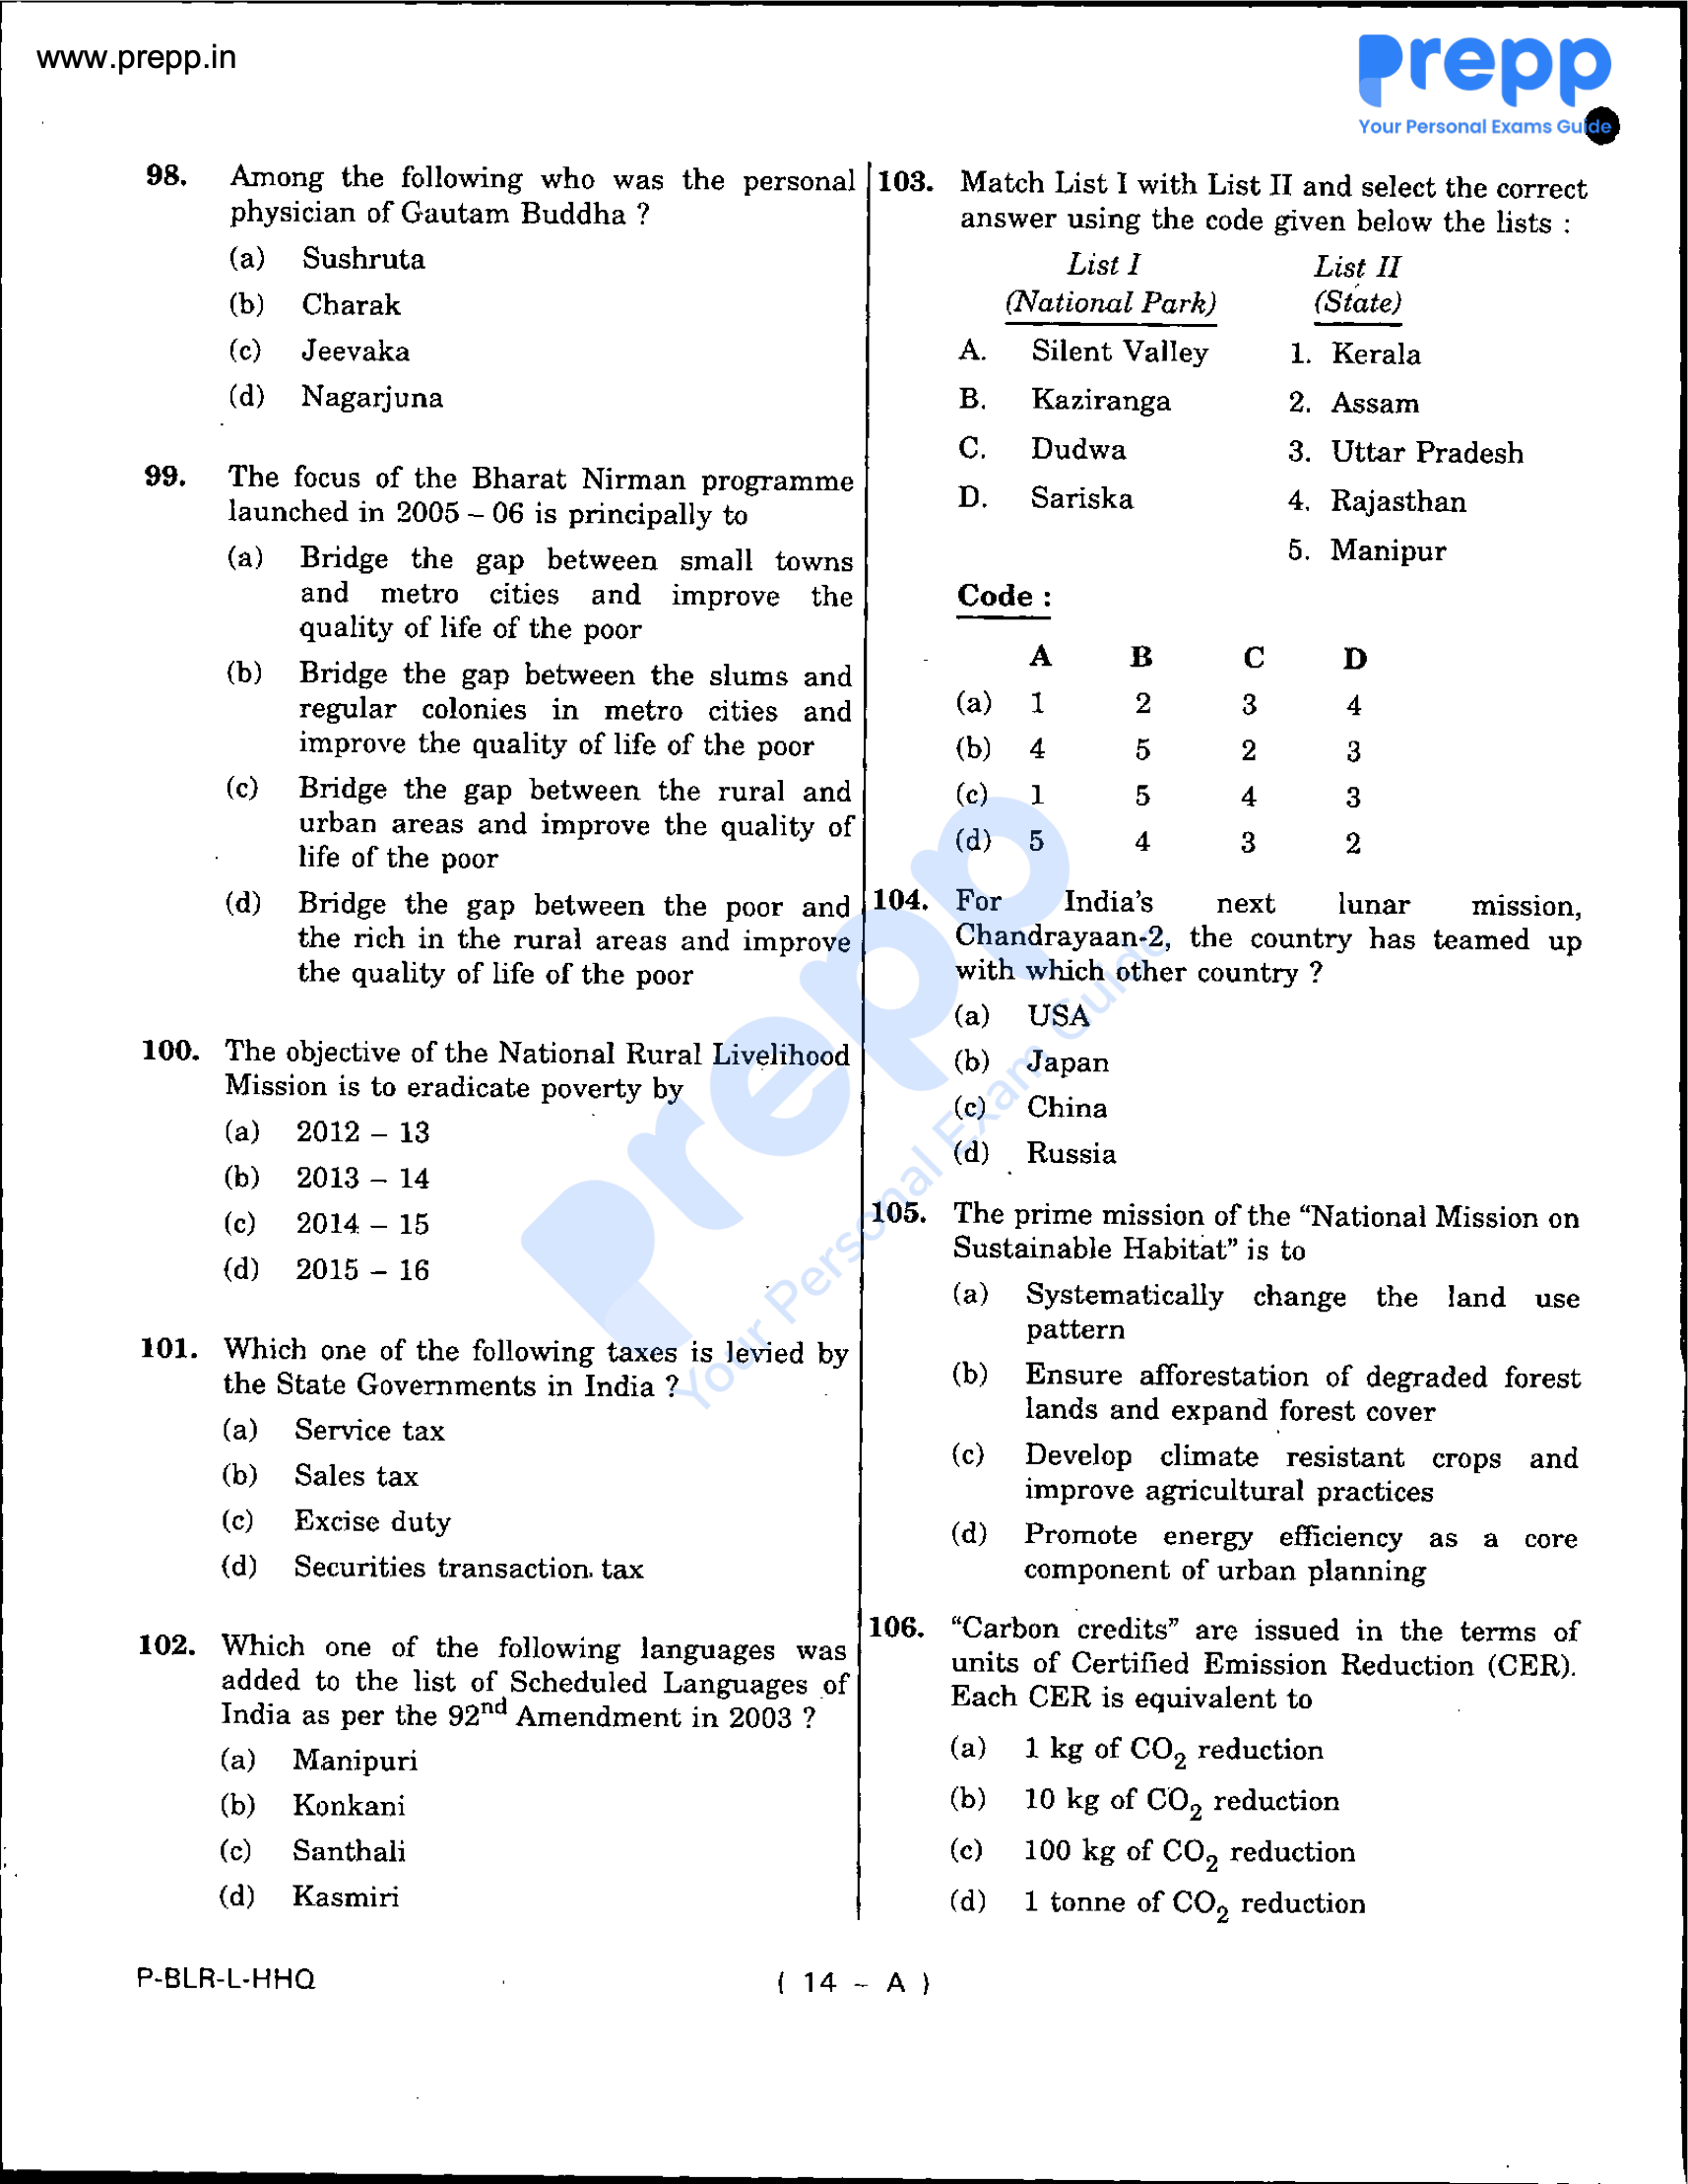 www.prepp.in
Prepp
Your Personal Exams Guide
98. Among the following who was the personal
physician of Gautam Buddha ?
(a) Sushruta
(b) Charak
(c) Jeevaka
(d) Nagarjuna
99. The focus of the Bharat Nirman programme
launched in 2005 – 06 is principally to
(a) Bridge the gap between small towns
and metro cities and improve the
quality of life of the poor
(b) Bridge the gap between the slums and
regular colonies in metro cities and
improve the quality of life of the poor
(c) Bridge the gap between the rural and
urban areas and improve the quality of
life of the poor
(d) Bridge the gap between the poor and
the rich in the rural areas and improve
the quality of life of the poor
100. The objective of the National Rural Livelihood
Mission is to eradicate poverty by
(a) 2012 – 13
(b) 2013 – 14
(c) 2014 – 15
(d) 2015 – 16
101. Which one of the following taxes is levied by
the State Governments in India ?
(a) Service tax
(b) Sales tax
(c) Excise duty
(d) Securities transaction tax
102. Which one of the following languages was
added to the list of Scheduled Languages of
India as per the 92nd Amendment in 2003 ?
(a) Manipuri
(b) Konkani
(c) Santhali
(d) Kasmiri
103. Match List I with List II and select the correct
answer using the code given below the lists :
List I List II
(National Park) (State)
A. Silent Valley 1. Kerala
B. Kaziranga 2. Assam
C. Dudwa 3. Uttar Pradesh
D. Sariska 4. Rajasthan
5. Manipur
Code :
A B C D
(a) 1 2 3 4
(b) 4 5 2 3
(c) 1 5 4 3
(d) 5 4 3 2
104. For India's next lunar mission,
Chandrayaan-2, the country has teamed up
with which other country ?
(a) USA
(b) Japan
(c) China
(d) Russia
105. The prime mission of the “National Mission on
Sustainable Habitat” is to
(a) Systematically change the land use
pattern
(b) Ensure afforestation of degraded forest
lands and expand forest cover
(c) Develop climate resistant crops and
improve agricultural practices
(d) Promote energy efficiency as a core
component of urban planning
106. “Carbon credits” are issued in the terms of
units of Certified Emission Reduction (CER).
Each CER is equivalent to
(a) 1 kg of CO₂ reduction
(b) 10 kg of CO₂ reduction
(c) 100 kg of CO₂ reduction
(d) 1 tonne of CO₂ reduction
Prepp
Your Personal Exam Guide
P-BLR-L-HHQ
( 14 – A )